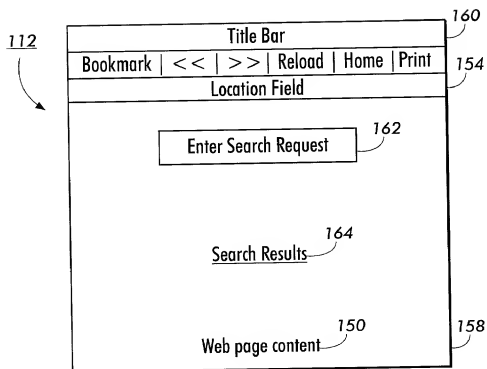 Title Bar 160
112 Bookmark | << | >> | Reload | Home | Print
Location Field 154
Enter Search Request 162
Search Results 164
Web page content 150 158